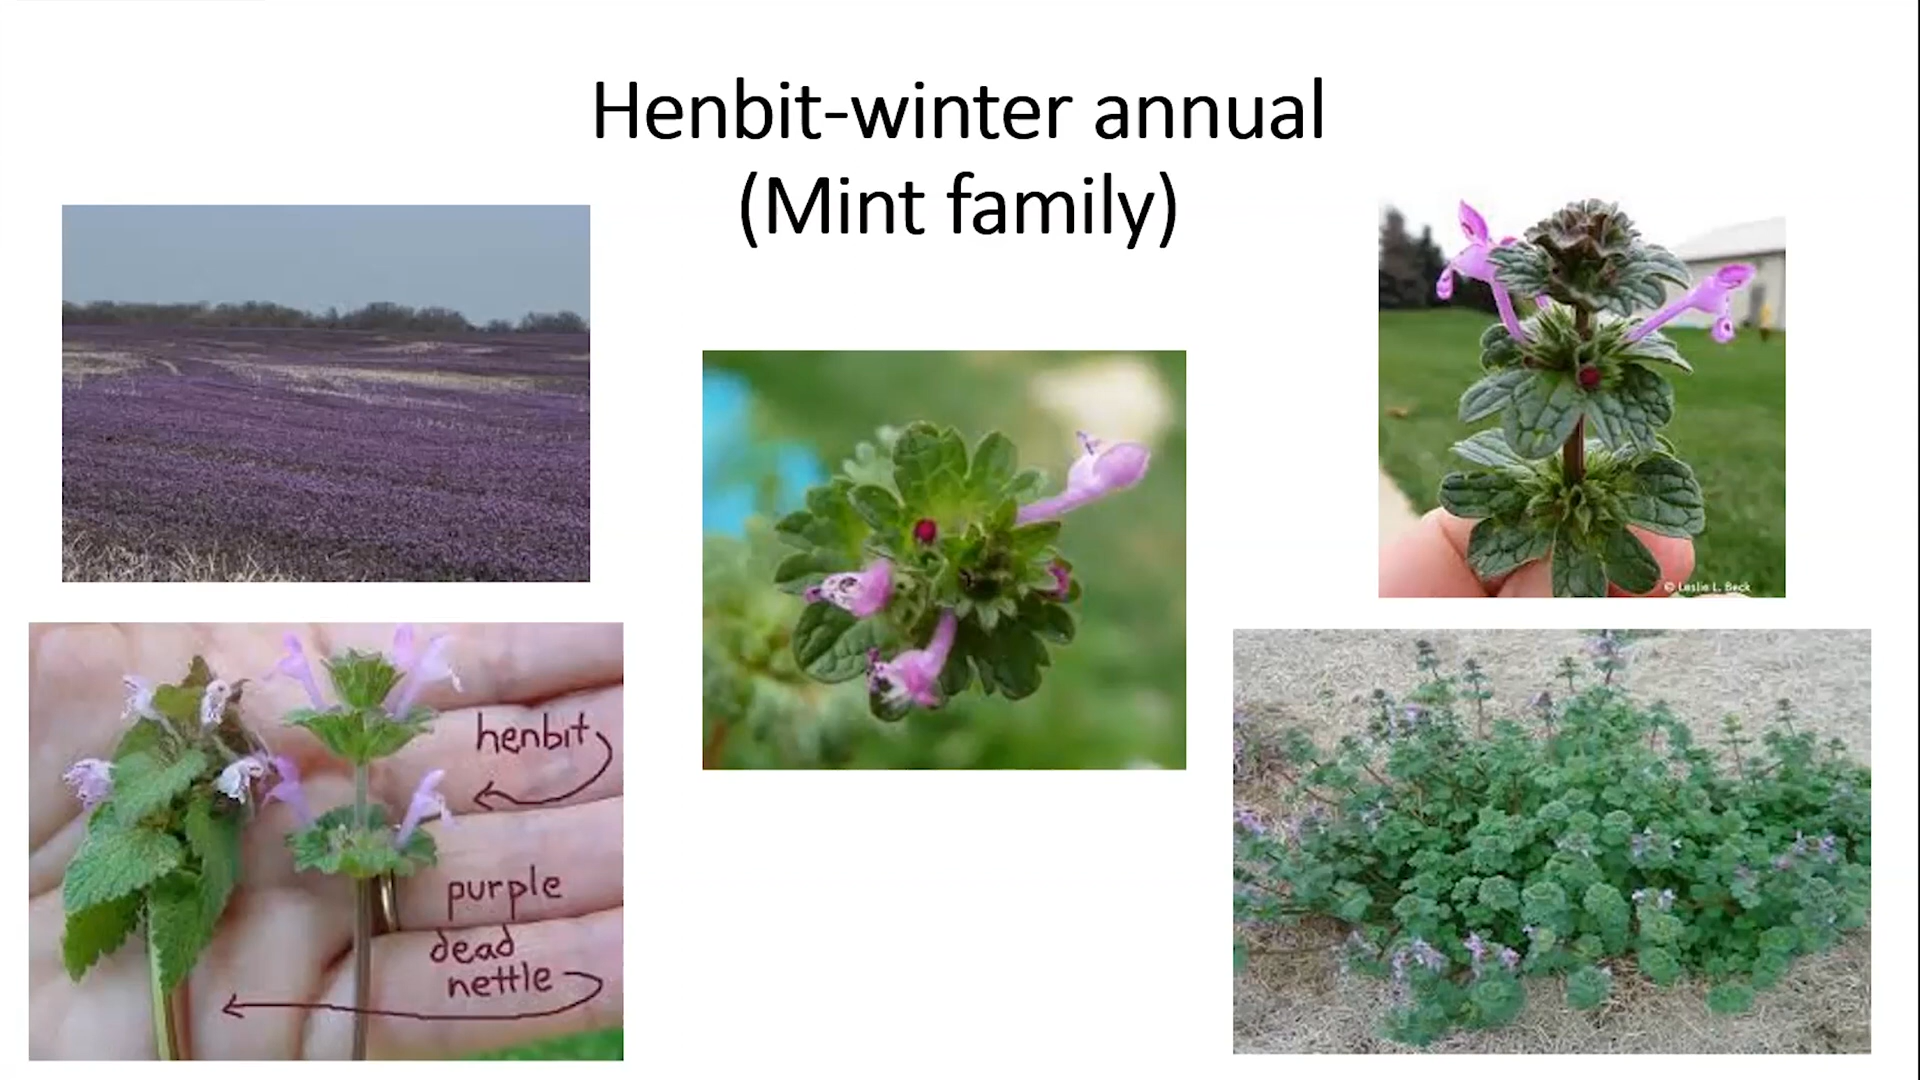 Henbit-winter annual
(Mint family)
© Leslie L. Beck
henbit
purple
dead
nettle